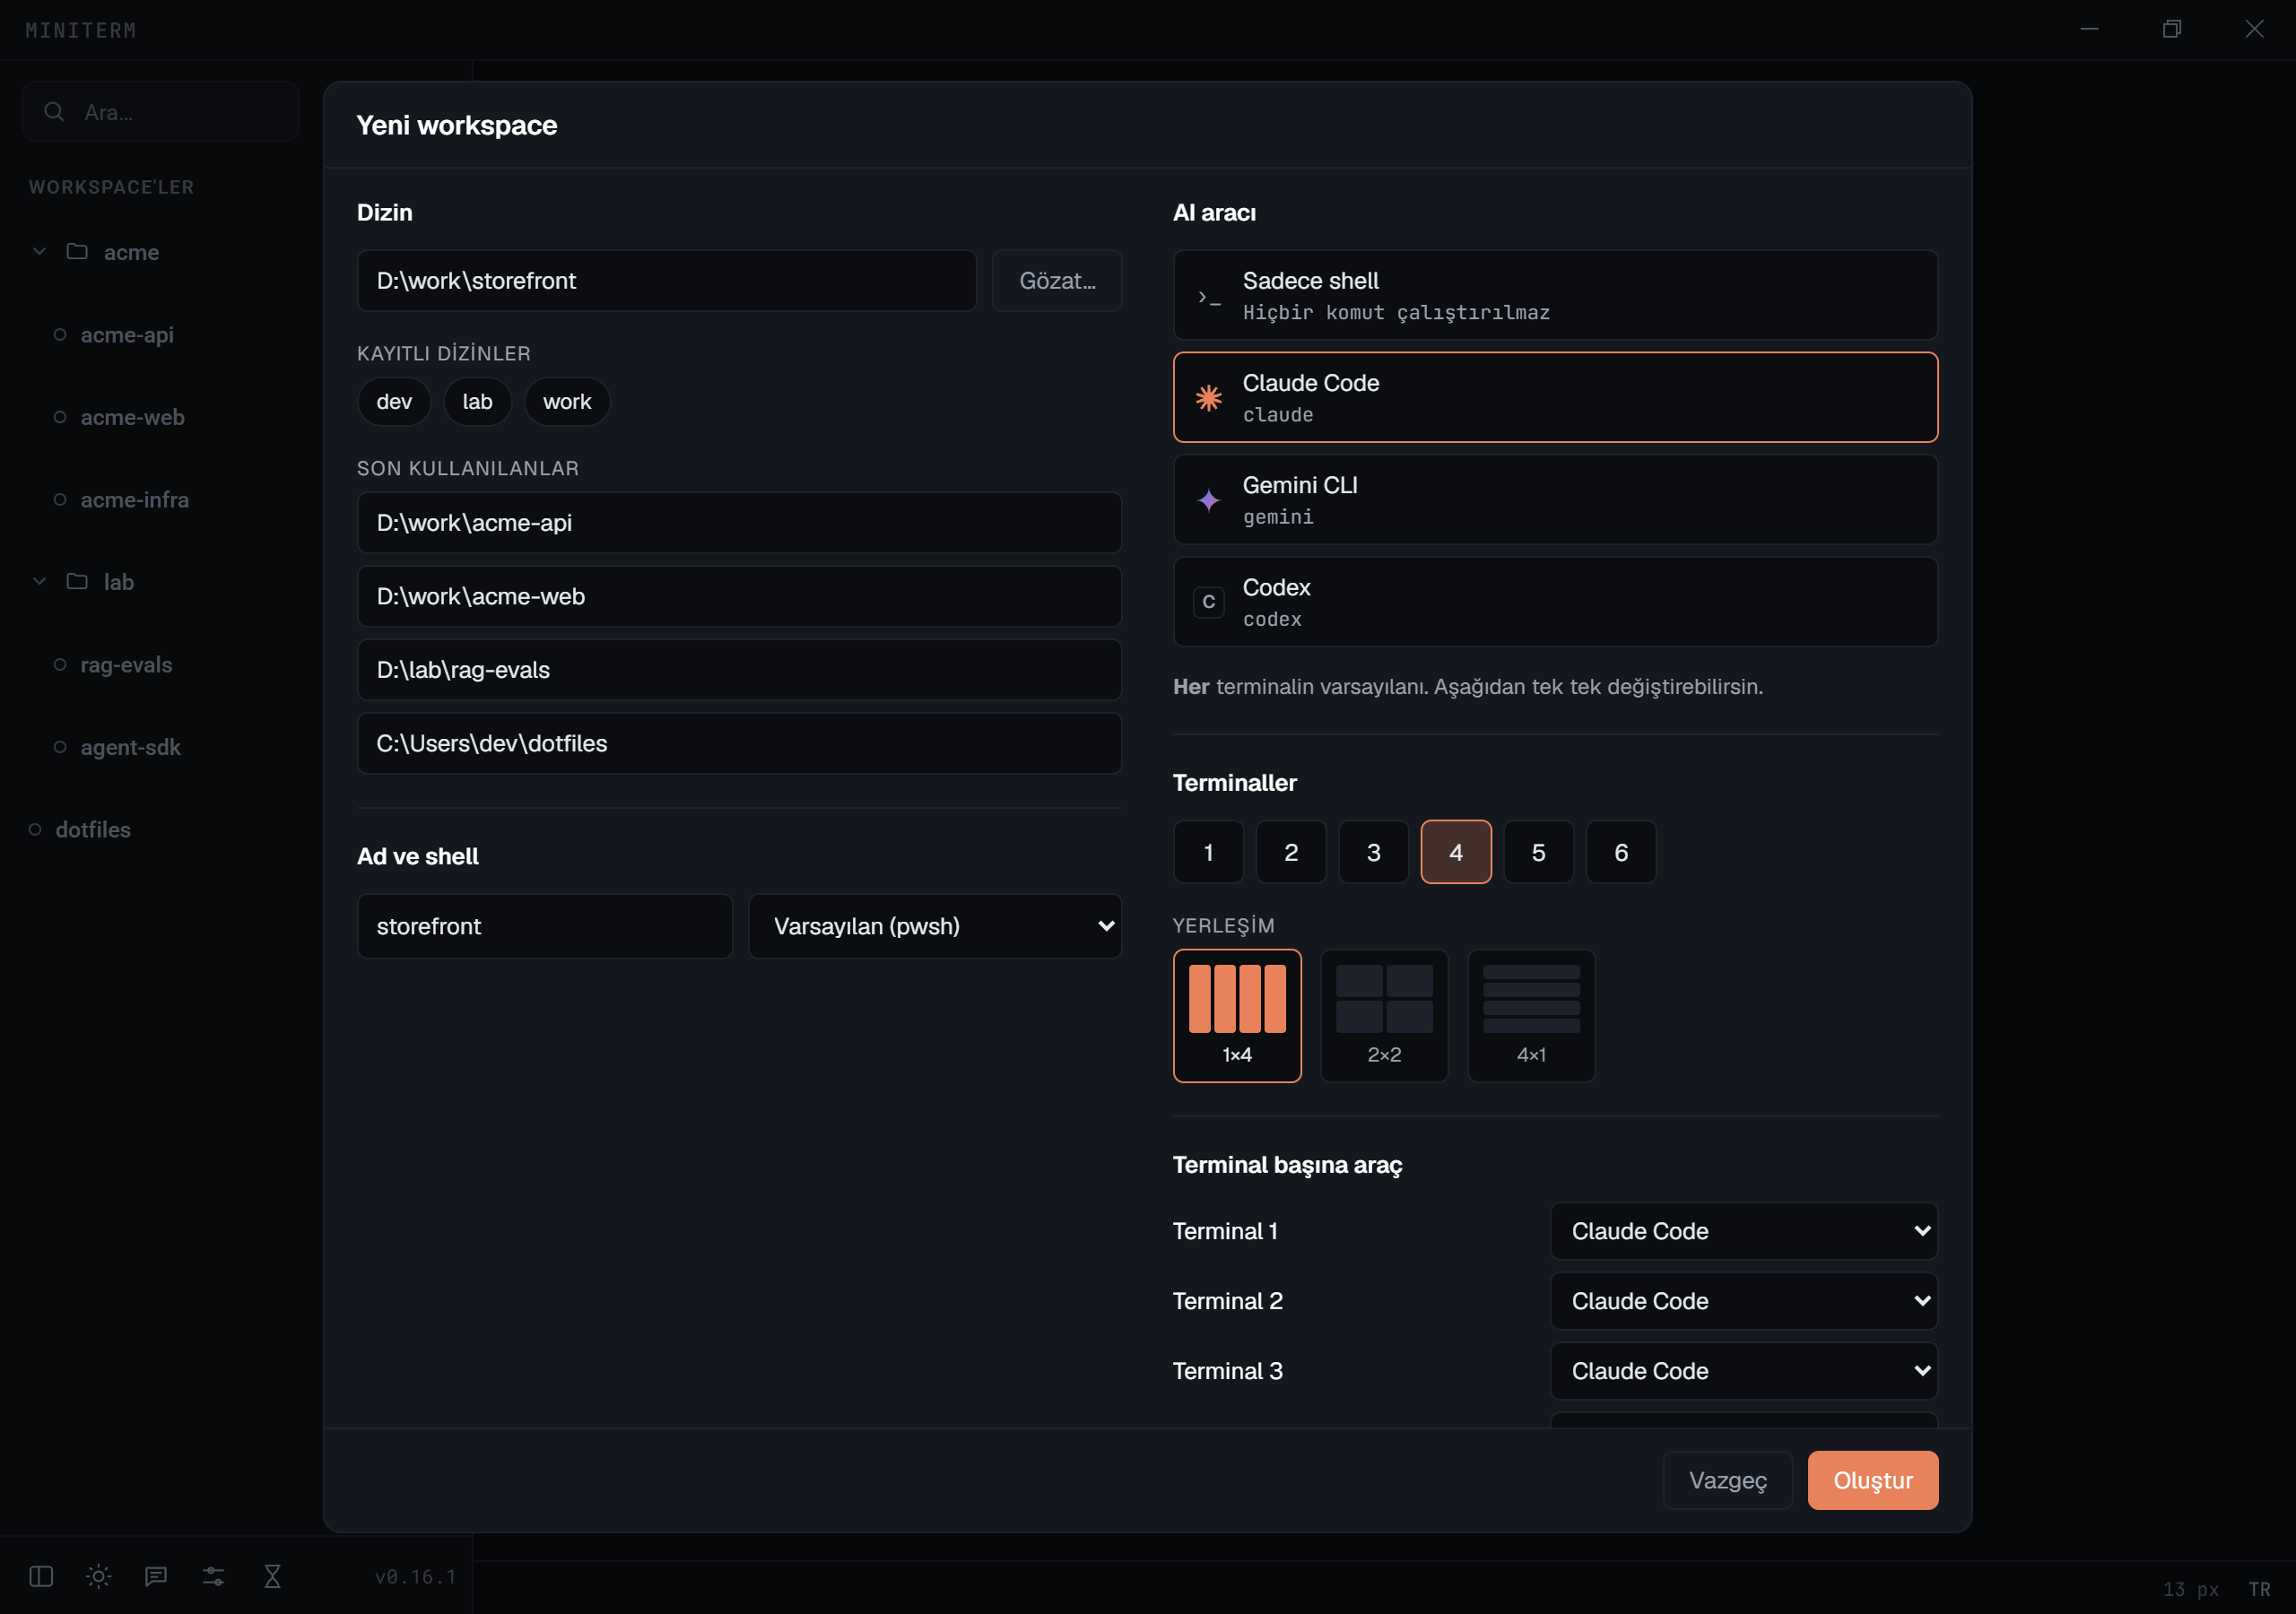 MINITERM
Ara...
WORKSPACE'LER
acme
acme-api
acme-web
acme-infra
lab
rag-evals
agent-sdk
dotfiles
Yeni workspace
Dizin
D:\work\storefront
Gözat...
KAYITLI DİZİNLER
dev
lab
work
SON KULLANILANLAR
D:\work\acme-api
D:\work\acme-web
D:\lab\rag-evals
C:\Users\dev\dotfiles
Ad ve shell
storefront
Varsayılan (pwsh)
AI aracı
Sadece shell
Hiçbir komut çalıştırılmaz
Claude Code
claude
Gemini CLI
gemini
C
Codex
codex
Her terminalin varsayılanı. Aşağıdan tek tek değiştirebilirsin.
Terminaller
1
2
3
4
5
6
YERLEŞİM
1×4
2×2
4×1
Terminal başına araç
Terminal 1
Claude Code
Terminal 2
Claude Code
Terminal 3
Claude Code
Vazgeç
Oluştur
v0.16.1
13 px
TR